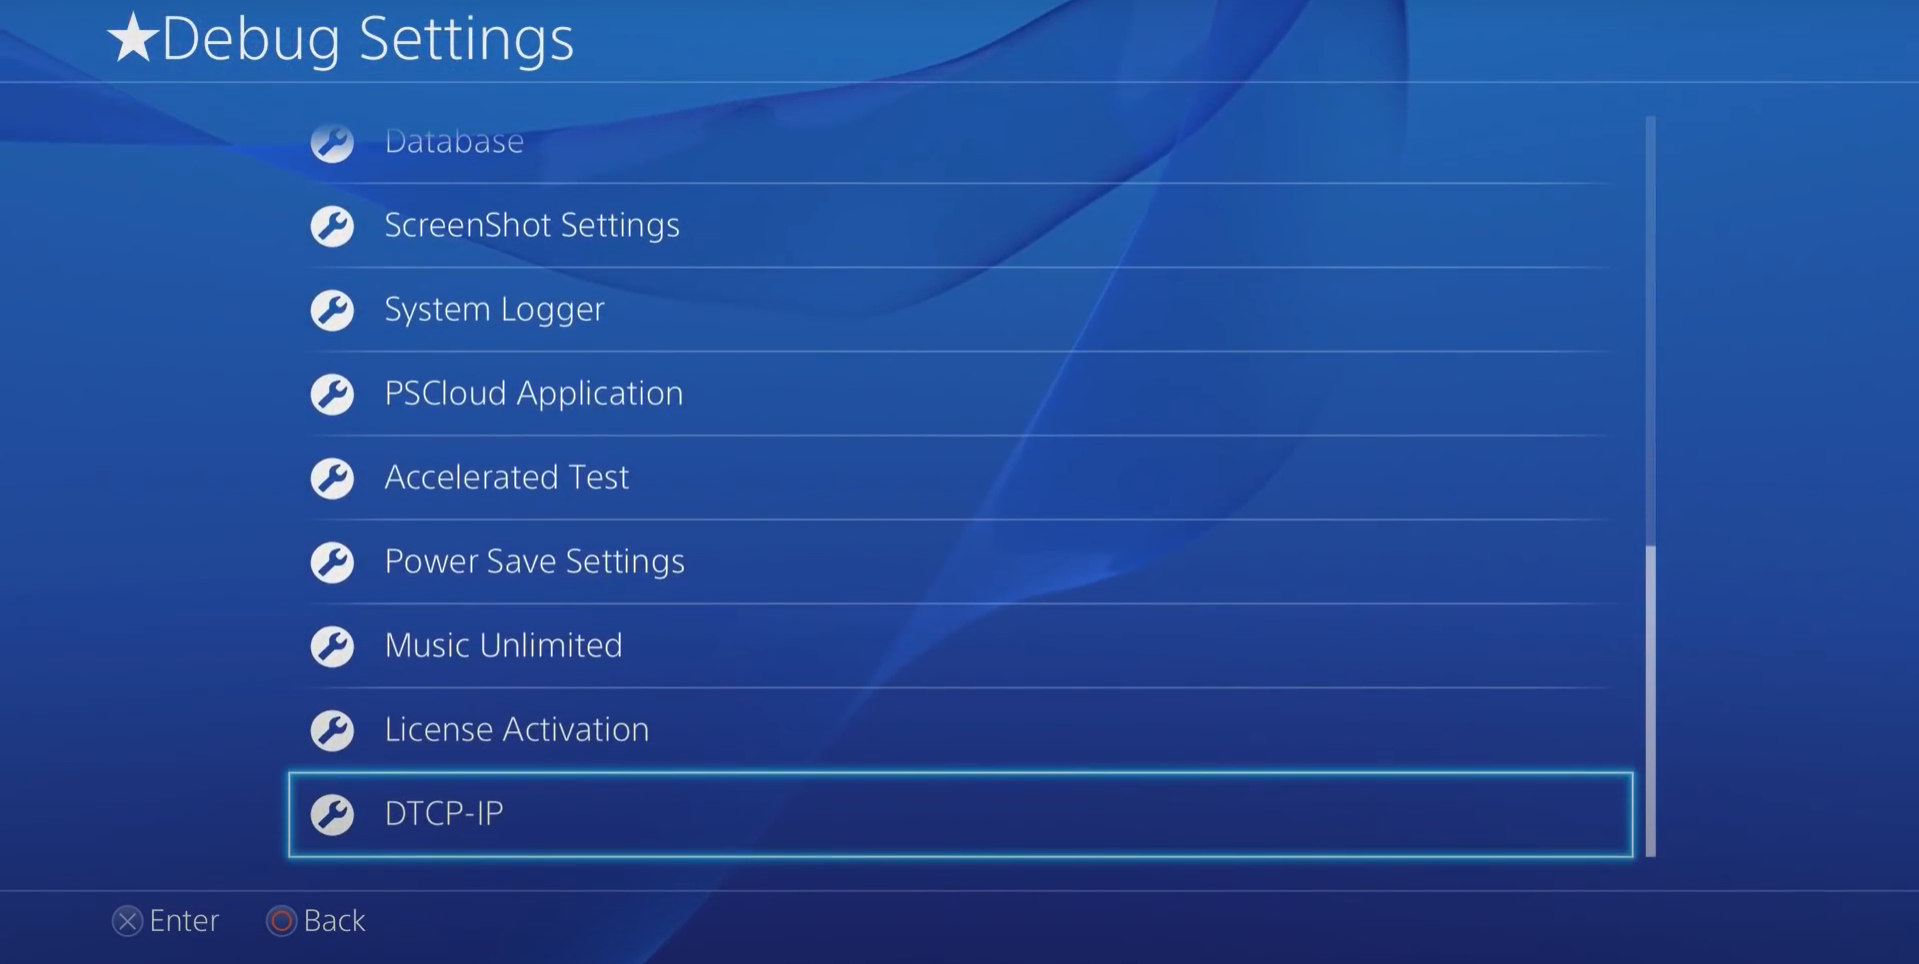 ★Debug Settings
Database
ScreenShot Settings
System Logger
PSCloud Application
Accelerated Test
Power Save Settings
Music Unlimited
License Activation
DTCP-IP
Enter Back